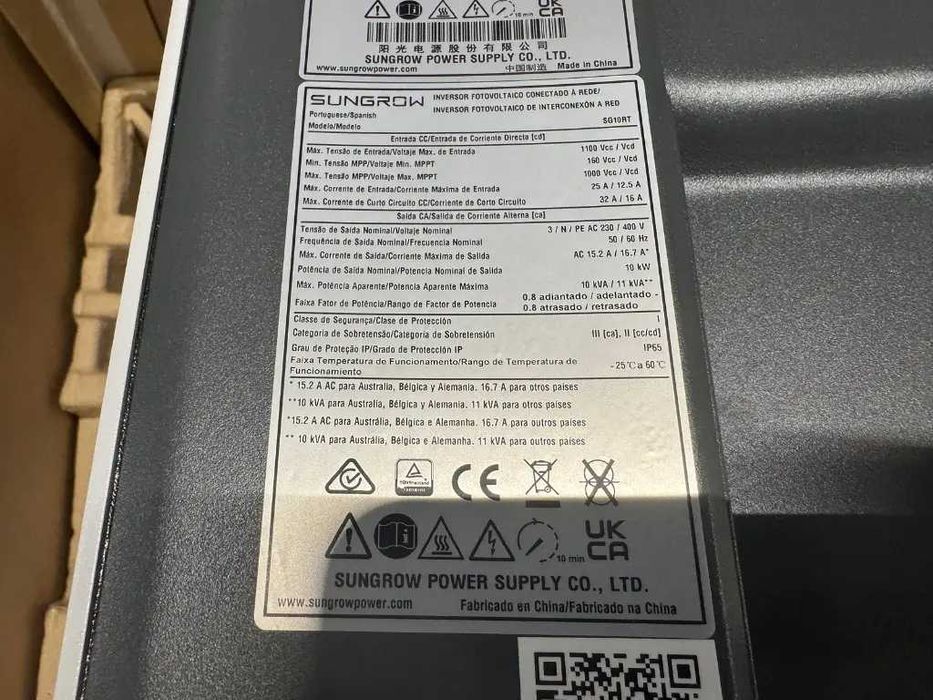 10 min
UK
CA
阳光电源股份有限公司
SUNGROW POWER SUPPLY CO., LTD.
www.sungrowpower.com 中国制造 Made in China
SUNGROW INVERSOR FOTOVOLTAICO CONECTADO À REDE/
INVERSOR FOTOVOLTAICO DE INTERCONEXIÓN A RED
Portuguese/Spanish
Modelo/Modelo SG10RT
Entrada CC/Entrada de Corriente Directa [cd]
Máx. Tensão de Entrada/Voltaje Max. de Entrada 1100 Vcc / Vcd
Min. Tensão MPP/Voltaje Min. MPPT 160 Vcc / Vcd
Máx. Tensão MPP/Voltaje Max. MPPT 1000 Vcc / Vcd
Máx. Corrente de Entrada/Corriente Máxima de Entrada 25 A / 12.5 A
Máx. Corrente de Curto Circuito CC/Corriente de Corto Circuito 32 A / 16 A
Saída CA/Salida de Corriente Alterna [ca]
Tensão de Saída Nominal/Voltaje Nominal 3 / N / PE AC 230 / 400 V
Frequência de Saída Nominal/Frecuencia Nominal 50 / 60 Hz
Máx. Corrente de Saída/Corriente Máxima de Salida AC 15.2 A / 16.7 A*
Potência de Saída Nominal/Potencia Nominal de Salida 10 kW
Máx. Potência Aparente/Potencia Aparente Máxima 10 kVA / 11 kVA**
Faixa Fator de Potência/Rango de Factor de Potencia 0.8 adiantado / adelantado -
0.8 atrasado / retrasado
Classe de Segurança/Clase de Protección I
Categoria de Sobretensão/Categoría de Sobretensión III [ca], II [cc/cd]
Grau de Proteção IP/Grado de Protección IP IP65
Faixa Temperatura de Funcionamento/Rango de Temperatura de
Funcionamiento -25℃ a 60℃
* 15.2 A AC para Australia, Bélgica y Alemania. 16.7 A para otros países
**10 kVA para Australia, Bélgica y Alemania. 11 kVA para otros países
*15.2 A AC para Austrália, Bélgica e Alemanha. 16.7 A para outros países
** 10 kVA para Austrália, Bélgica e Alemanha. 11 kVA para outros países
CE
10 min
UK
CA
SUNGROW POWER SUPPLY CO., LTD.
www.sungrowpower.com Fabricado en China/Fabricado na China